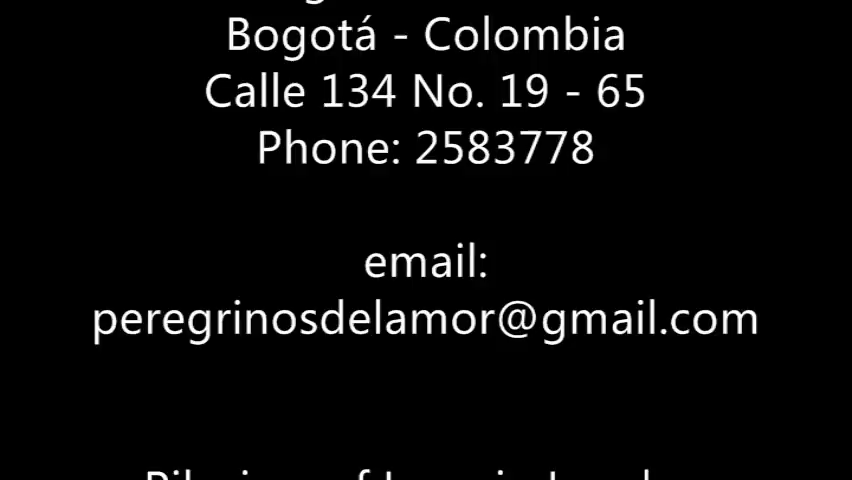 Bogotá - Colombia
Calle 134 No. 19 - 65
Phone: 2583778
email:
peregrinosdelamor@gmail.com